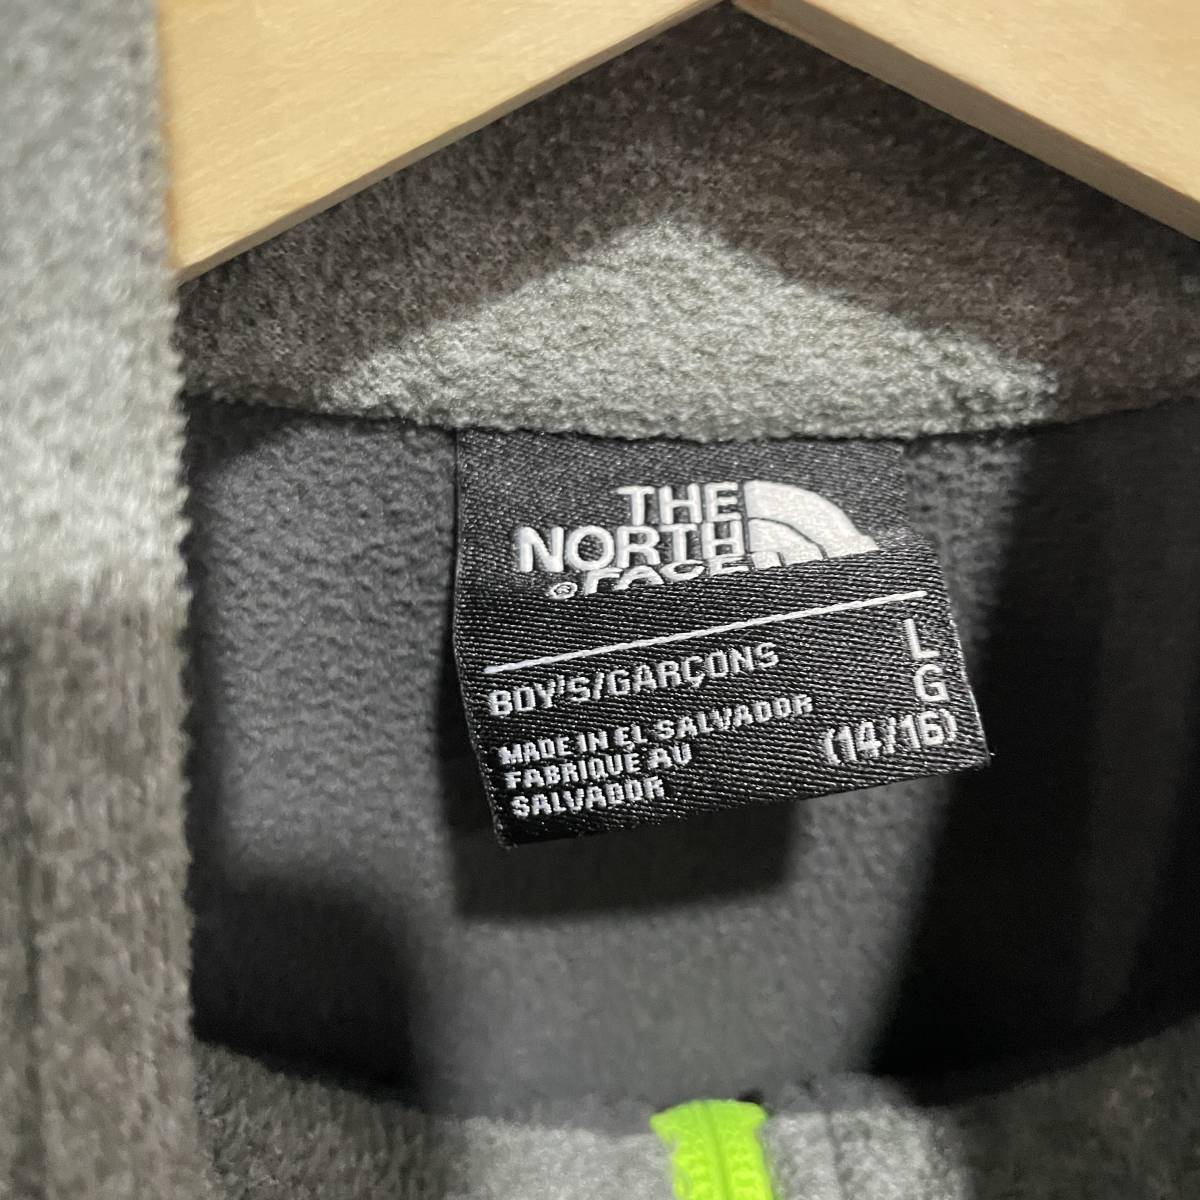 THE
NORTH
® FACE
BOY'S/GARÇONS
L
G
(14/16)
MADE IN EL SALVADOR
FABRIQUE AU
SALVADOR